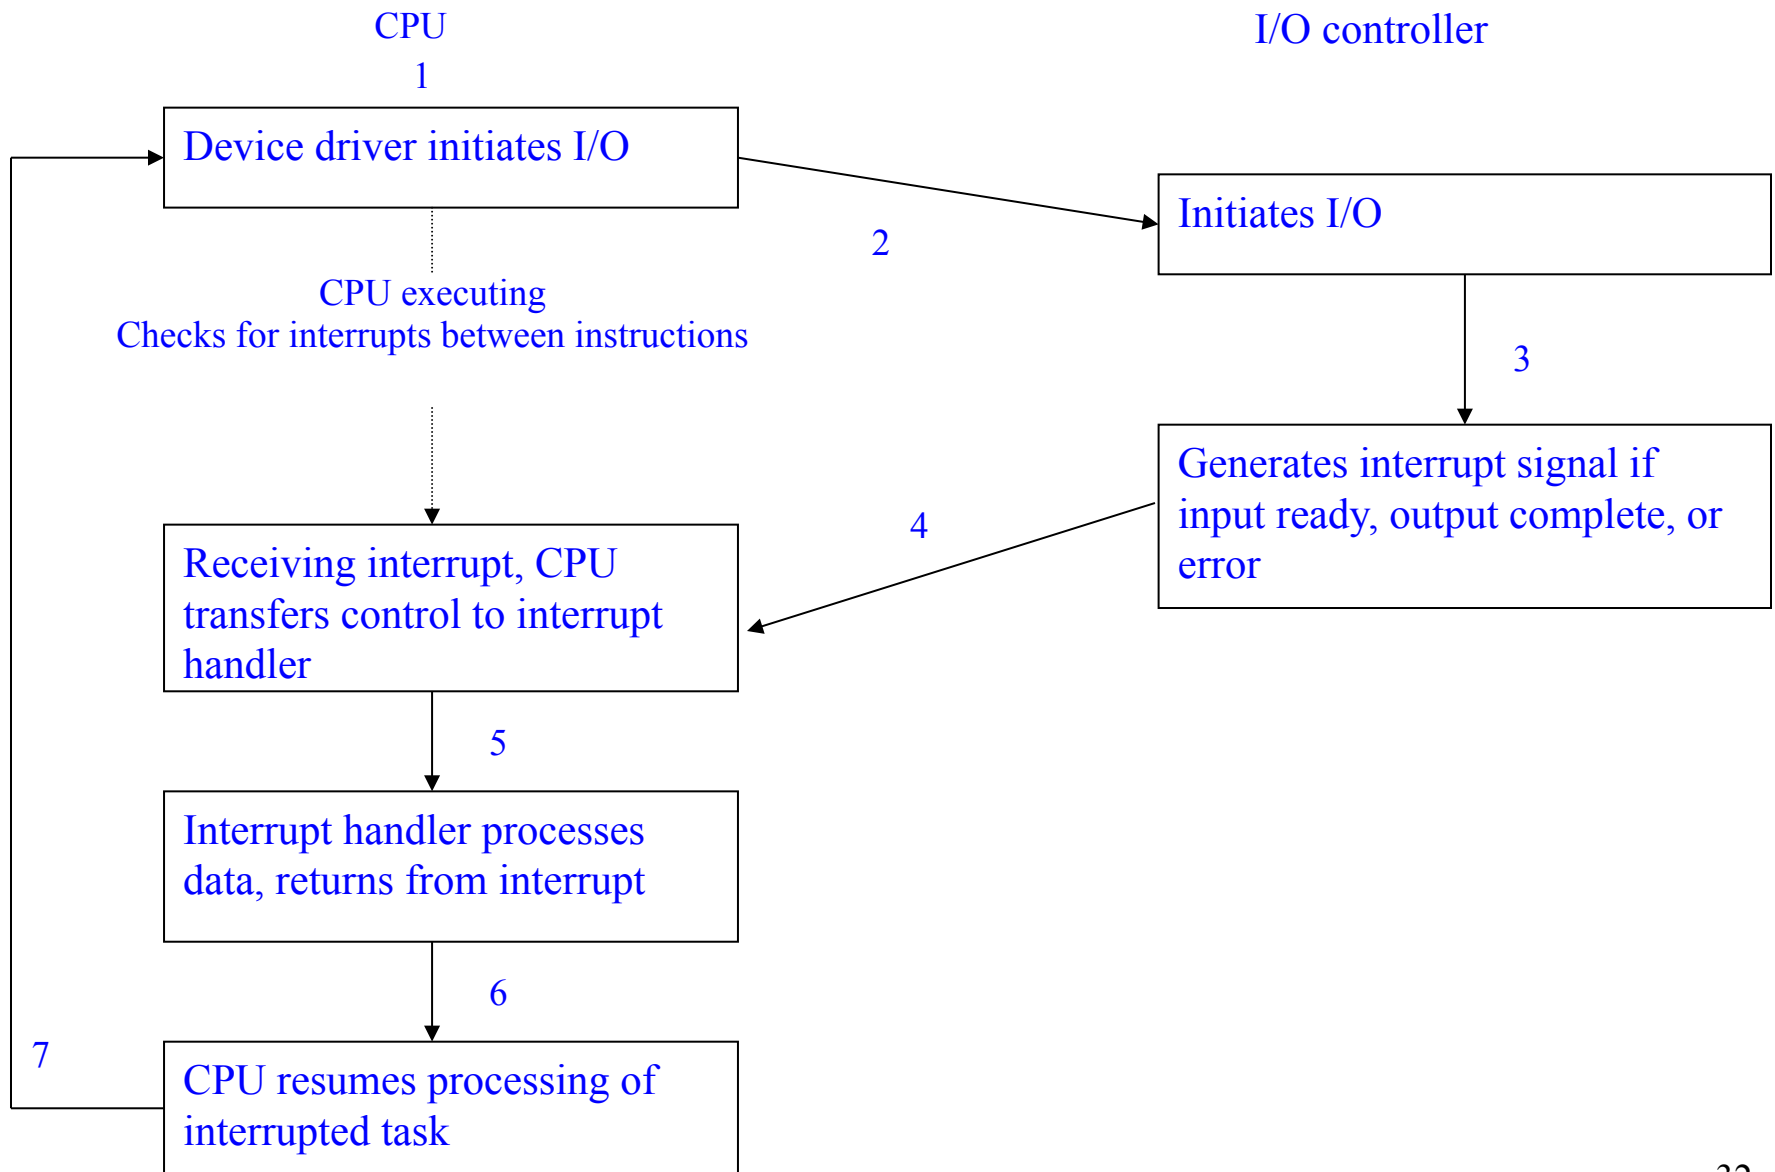 CPU
I/O controller
1
Device driver initiates I/O
Initiates I/O
2
CPU executing
Checks for interrupts between instructions
3
Generates interrupt signal if
input ready, output complete, or
error
4
Receiving interrupt, CPU
transfers control to interrupt
handler
5
Interrupt handler processes
data, returns from interrupt
6
7
CPU resumes processing of
interrupted task
32